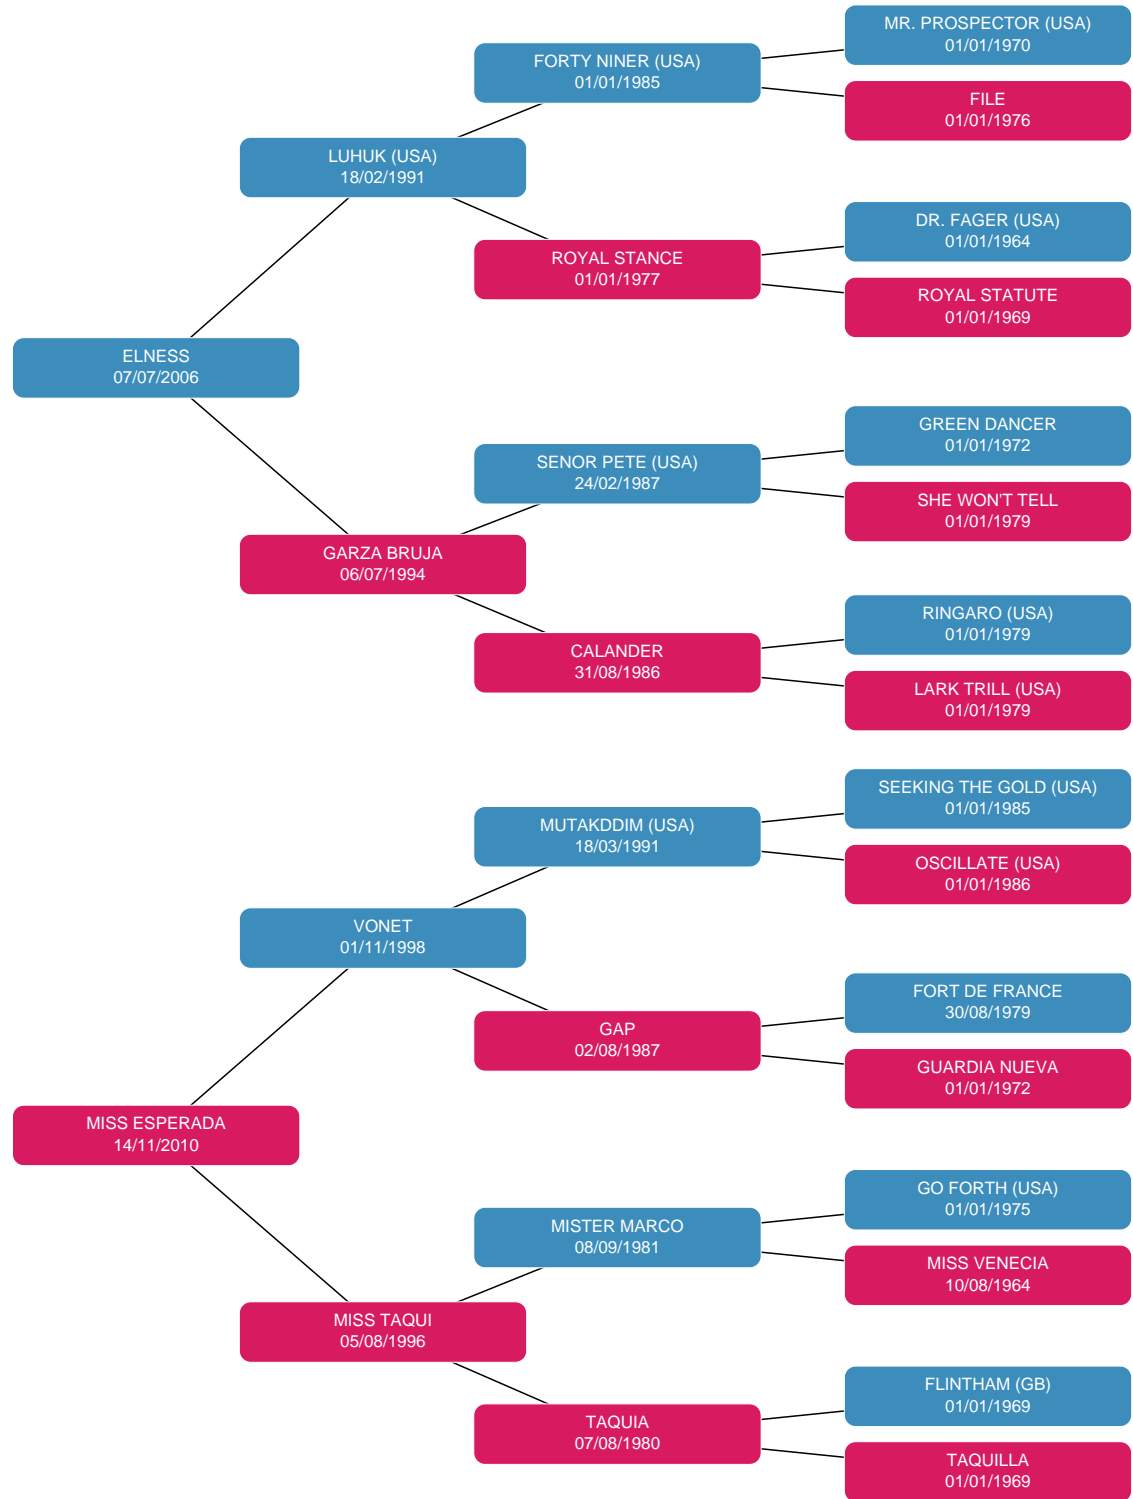 MR. PROSPECTOR (USA)
01/01/1970
FORTY NINER (USA)
01/01/1985
FILE
01/01/1976
LUHUK (USA)
18/02/1991
DR. FAGER (USA)
01/01/1964
ROYAL STANCE
01/01/1977
ROYAL STATUTE
01/01/1969
ELNESS
07/07/2006
GREEN DANCER
01/01/1972
SENOR PETE (USA)
24/02/1987
SHE WON'T TELL
01/01/1979
GARZA BRUJA
06/07/1994
RINGARO (USA)
01/01/1979
CALANDER
31/08/1986
LARK TRILL (USA)
01/01/1979
SEEKING THE GOLD (USA)
01/01/1985
MUTAKDDIM (USA)
18/03/1991
OSCILLATE (USA)
01/01/1986
VONET
01/11/1998
FORT DE FRANCE
30/08/1979
GAP
02/08/1987
GUARDIA NUEVA
01/01/1972
MISS ESPERADA
14/11/2010
GO FORTH (USA)
01/01/1975
MISTER MARCO
08/09/1981
MISS VENECIA
10/08/1964
MISS TAQUI
05/08/1996
FLINTHAM (GB)
01/01/1969
TAQUIA
07/08/1980
TAQUILLA
01/01/1969